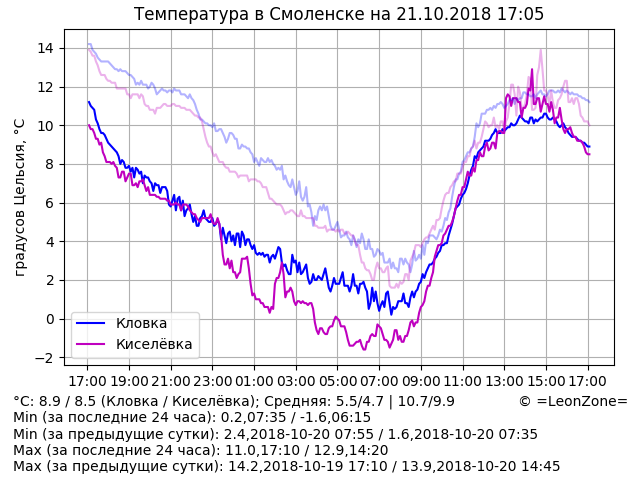 Температура в Смоленске на 21.10.2018 17:05
градусов Цельсия, °C
14
12
10
8
6
4
2
0
−2
Кловка
Киселёвка
17:00 19:00 21:00 23:00 01:00 03:00 05:00 07:00 09:00 11:00 13:00 15:00 17:00
°C: 8.9 / 8.5 (Кловка / Киселёвка); Средняя: 5.5/4.7 | 10.7/9.9 © =LeonZone=
Min (за последние 24 часа): 0.2,07:35 / -1.6,06:15
Min (за предыдущие сутки): 2.4,2018-10-20 07:55 / 1.6,2018-10-20 07:35
Max (за последние 24 часа): 11.0,17:10 / 12.9,14:20
Max (за предыдущие сутки): 14.2,2018-10-19 17:10 / 13.9,2018-10-20 14:45